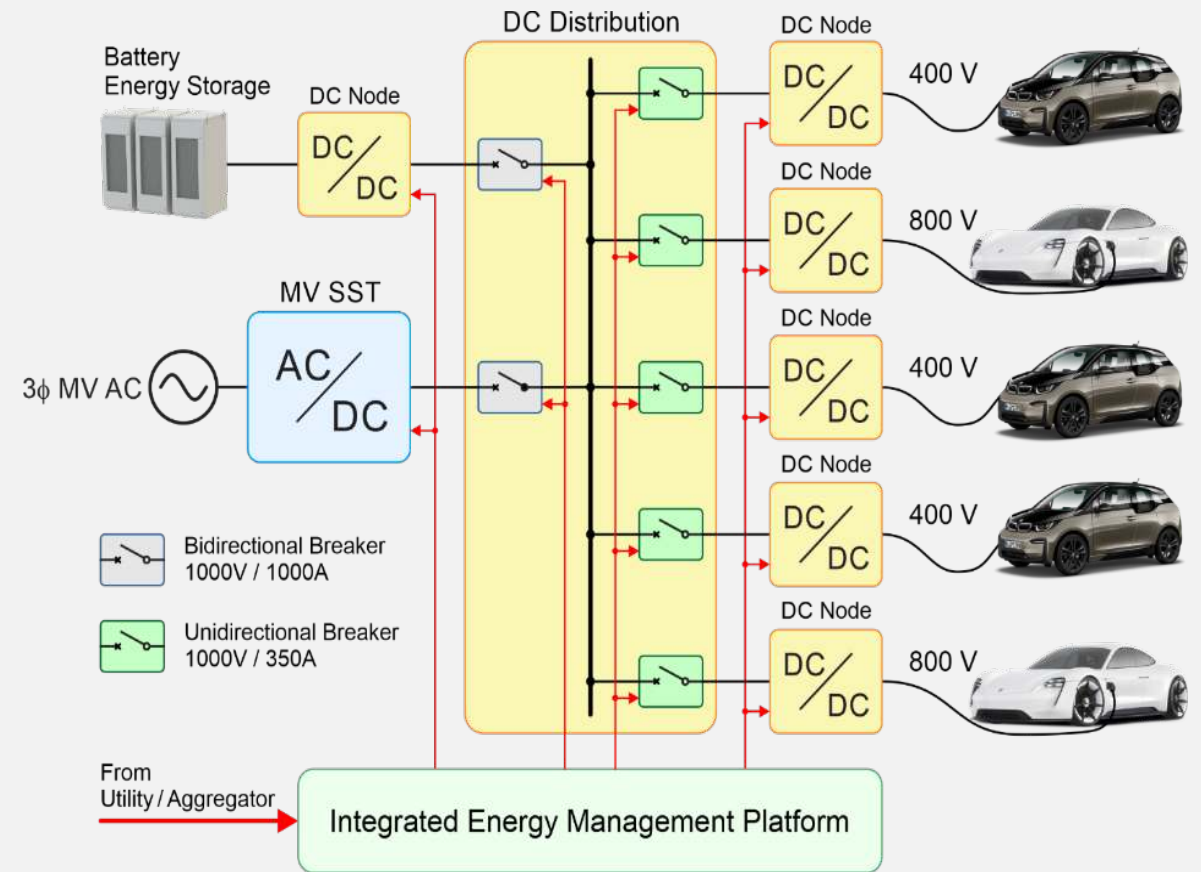 DC Distribution
DC Node
Battery
Energy Storage
DC Node
DC/DC
DC/DC
400 V
DC Node
DC/DC
800 V
MV SST
AC/DC
3ϕ MV AC
DC Node
DC/DC
400 V
DC Node
DC/DC
400 V
Bidirectional Breaker
1000V / 1000A
Unidirectional Breaker
1000V / 350A
DC Node
DC/DC
800 V
From
Utility / Aggregator
Integrated Energy Management Platform